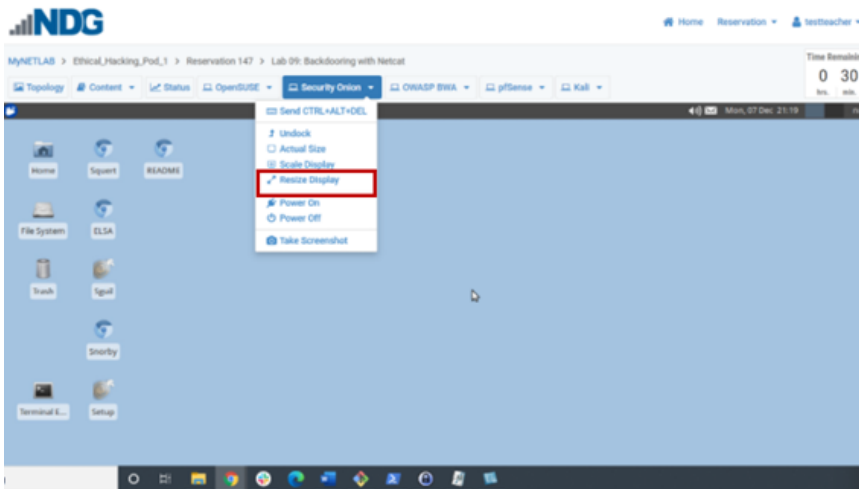 NDG
Home Reservation testteacher
MyNETLAB > Ethical_Hacking_Pod_1 > Reservation 147 > Lab 09: Backdooring with Netcat
Time Remainin
0 30
hrs. min.
Topology Content Status OpenSUSE Security Onion OWASP BWA pfSense Kali
Send CTRL+ALT+DEL
Mon, 07 Dec 21:19
Undock
Actual Size
Scale Display
Resize Display
Power On
Power Off
Take Screenshot
Home Squert README
File System ELSA
Trash Sguil
Snorby
Terminal E... Setup